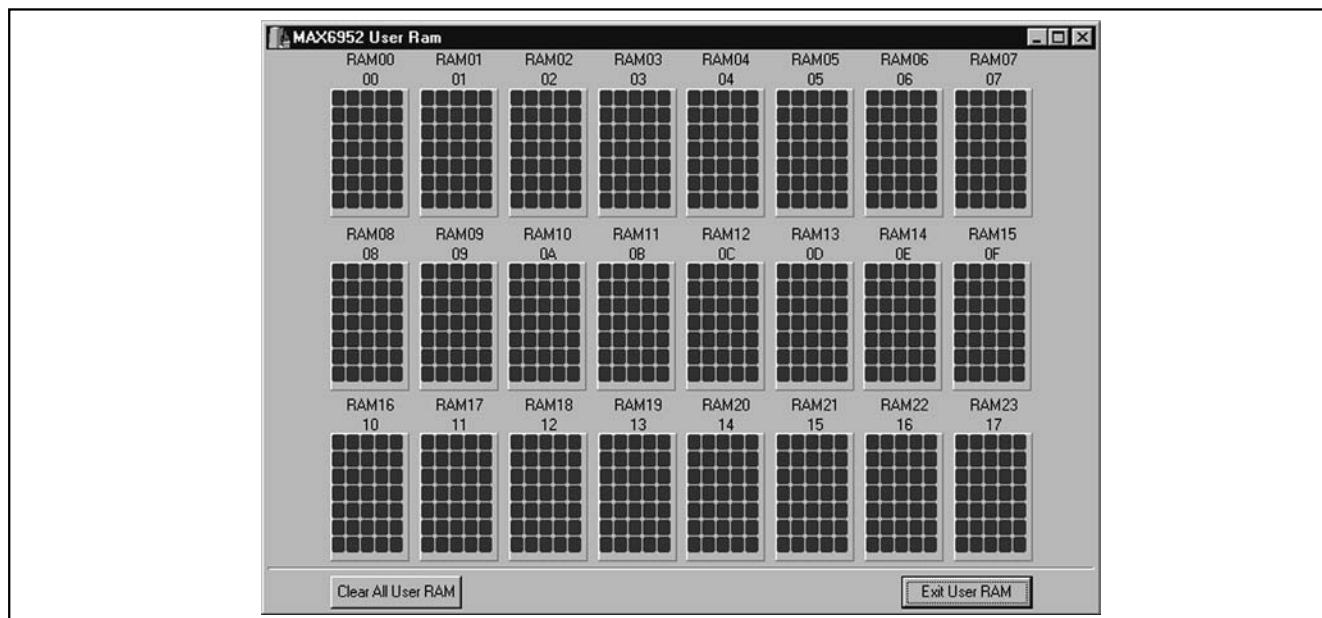 MAX6952 User Ram
RAM00 RAM01 RAM02 RAM03 RAM04 RAM05 RAM06 RAM07
00 01 02 03 04 05 06 07
RAM08 RAM09 RAM10 RAM11 RAM12 RAM13 RAM14 RAM15
08 09 0A 0B 0C 0D 0E 0F
RAM16 RAM17 RAM18 RAM19 RAM20 RAM21 RAM22 RAM23
10 11 12 13 14 15 16 17
Clear All User RAM Exit User RAM